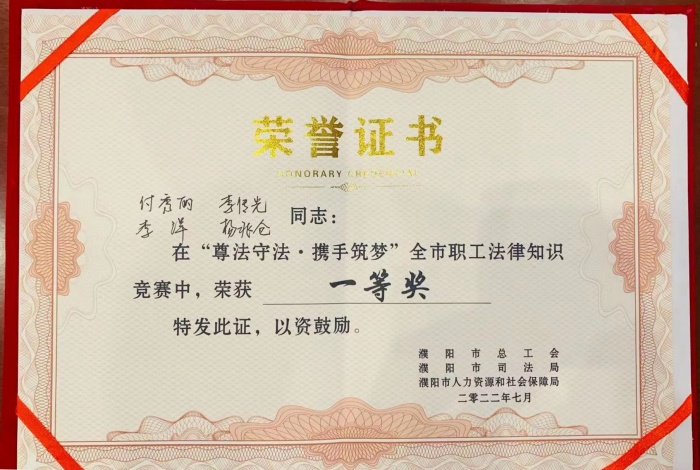 荣誉证书
HONORARY CREDENTIAL
付秀丽 李传光
李洋 杨兆仓 同志：
在“尊法守法·携手筑梦”全市职工法律知识
竞赛中，荣获 一等奖
特发此证，以资鼓励。
濮阳市总工会
濮阳市司法局
濮阳市人力资源和社会保障局
二零二二年七月